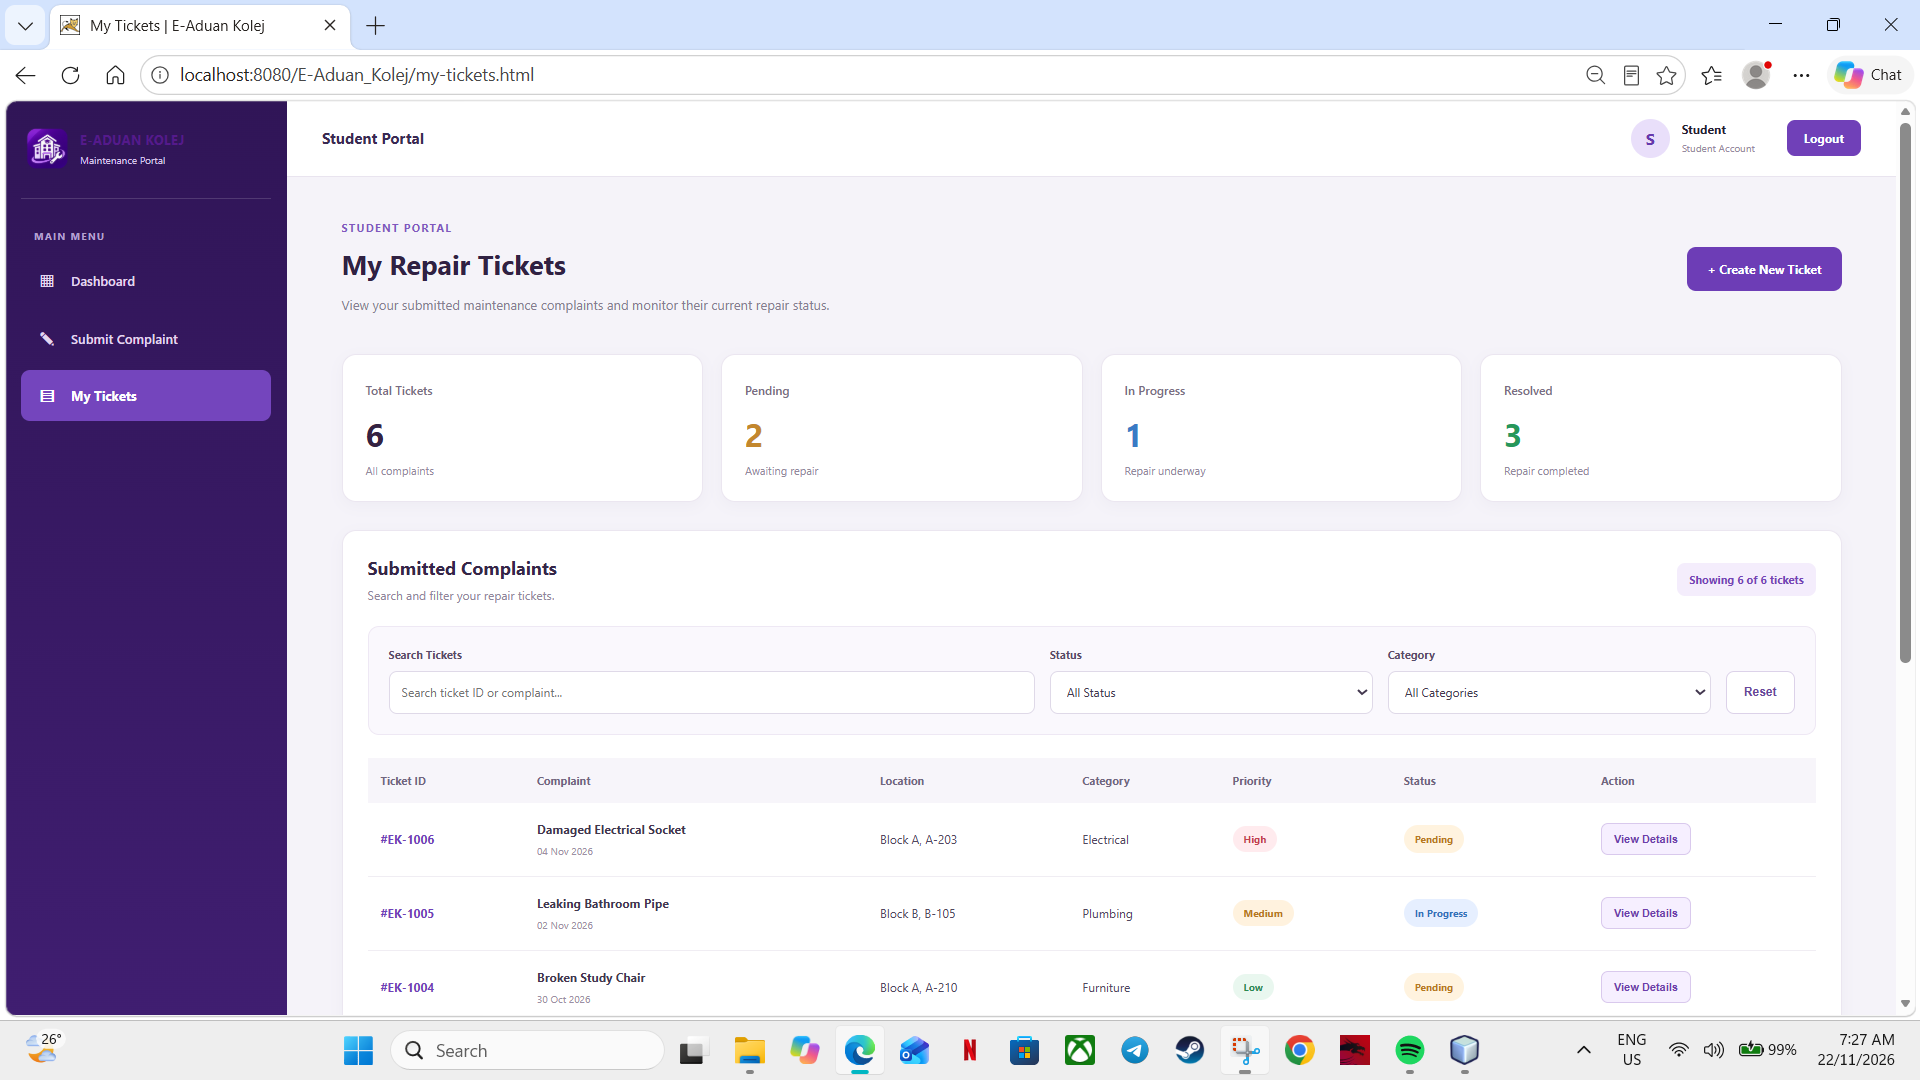 My Tickets | E-Aduan Kolej
localhost:8080/E-Aduan_Kolej/my-tickets.html
Chat
E-ADUAN KOLEJ
Maintenance Portal
MAIN MENU
Dashboard
Submit Complaint
My Tickets
Student Portal
S
Student
Student Account
Logout
STUDENT PORTAL
My Repair Tickets
View your submitted maintenance complaints and monitor their current repair status.
+ Create New Ticket
Total Tickets
6
All complaints
Pending
2
Awaiting repair
In Progress
1
Repair underway
Resolved
3
Repair completed
Submitted Complaints
Search and filter your repair tickets.
Showing 6 of 6 tickets
Search Tickets
Status
Category
Search ticket ID or complaint...
All Status
All Categories
Reset
Ticket ID Complaint Location Category Priority Status Action
#EK-1006 Damaged Electrical Socket Block A, A-203 Electrical High Pending View Details
04 Nov 2026
#EK-1005 Leaking Bathroom Pipe Block B, B-105 Plumbing Medium In Progress View Details
02 Nov 2026
#EK-1004 Broken Study Chair Block A, A-210 Furniture Low Pending View Details
30 Oct 2026
26°
Search
ENG
US
99%
7:27 AM
22/11/2026